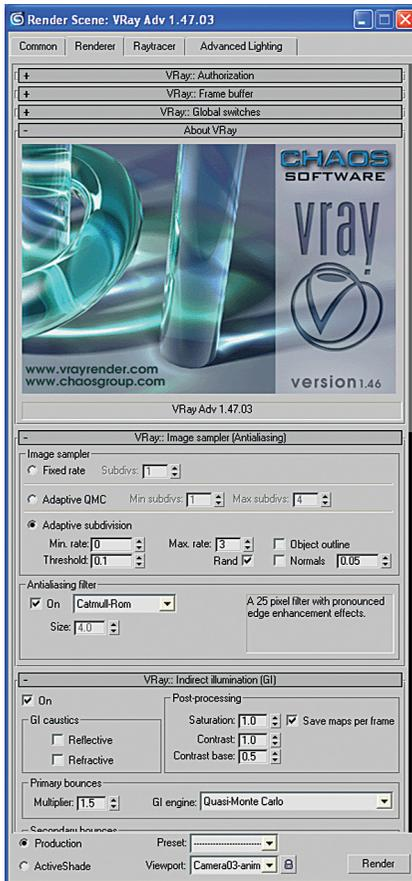 Render Scene: VRay Adv 1.47.03
Common Renderer Raytracer Advanced Lighting
+ VRay:: Authorization
+ VRay:: Frame buffer
+ VRay:: Global switches
- About VRay
CHAOS
SOFTWARE
vray
www.vrayrender.com
www.chaosgroup.com
version 1.46
VRay Adv 1.47.03
- VRay:: Image sampler (Antialiasing)
Image sampler
Fixed rate Subdivs: 1
Adaptive QMC Min subdivs: 1 Max subdivs: 4
Adaptive subdivision
Min. rate: 0 Max. rate: 3 Object outline
Threshold: 0.1 Rand Normals 0.05
Antialiasing filter
On Catmull-Rom A 25 pixel filter with pronounced
edge enhancement effects.
Size: 4.0
- VRay:: Indirect illumination (GI)
On Post-processing
GI caustics Saturation: 1.0 Save maps per frame
Reflective Contrast: 1.0
Refractive Contrast base: 0.5
Primary bounces
Multiplier: 1.5 GI engine: Quasi-Monte Carlo
Secondary bounces
Production Preset: -------------------------
ActiveShade Viewport: Camera03-anim Render